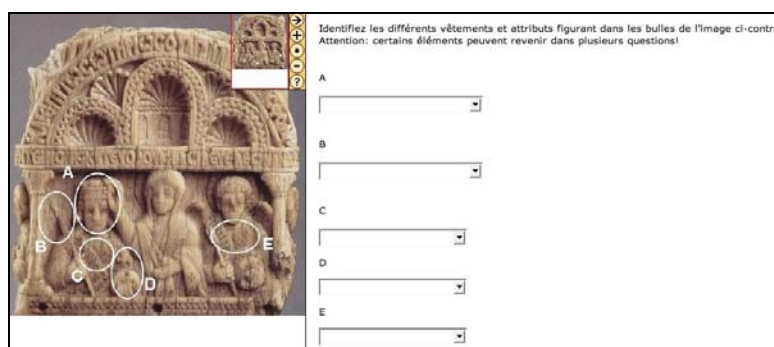 Identifiez les différents vêtements et attributs figurant dans les bulles de l'image ci-contr
Attention: certains éléments peuvent revenir dans plusieurs questions!
A
B
C
D
E
A
B
C
D
E
?